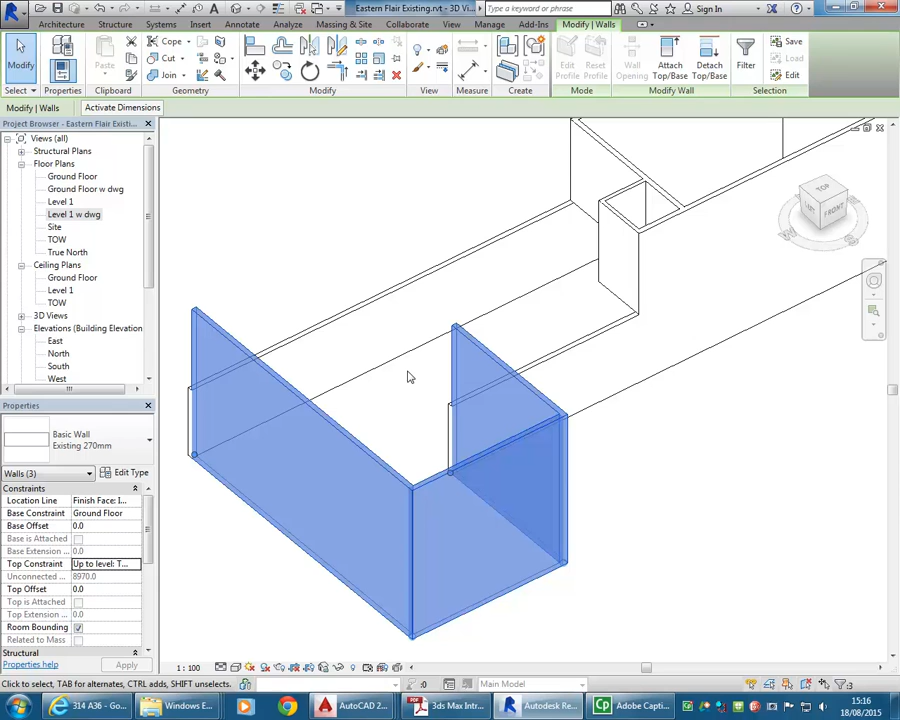 Eastern Flair Existing.rvt - 3D Vi...
Type a keyword or phrase
Sign In
Architecture Structure Systems Insert Annotate Analyze Massing & Site Collaborate View Manage Add-Ins Modify | Walls
Modify
Paste
Cope
Cut
Join
Edit Profile
Reset Profile
Wall Opening
Attach Top/Base
Detach Top/Base
Filter
Save
Load
Edit
Select Properties Clipboard Geometry Modify View Measure Create Mode Modify Wall Selection
Modify | Walls Activate Dimensions
Project Browser - Eastern Flair Existi...
Views (all)
Structural Plans
Floor Plans
Ground Floor
Ground Floor w dwg
Level 1
Level 1 w dwg
Site
TOW
True North
Ceiling Plans
Ground Floor
Level 1
TOW
3D Views
Elevations (Building Elevation
East
North
South
West
TOP
FRONT
Properties
Basic Wall
Existing 270mm
Walls (3) Edit Type
Constraints
Location Line Finish Face: I...
Base Constraint Ground Floor
Base Offset 0.0
Base is Attached
Base Extension ... 0.0
Top Constraint Up to level: T...
Unconnected ... 8970.0
Top Offset 0.0
Top is Attached
Top Extension ... 0.0
Room Bounding
Related to Mass
Structural
Properties help Apply
1 : 100
Click to select, TAB for alternates, CTRL adds, SHIFT unselects.
:0
Main Model
:3
314 A36 - Goo...
Windows E...
AutoCAD 2...
3ds Max Intr...
Autodesk Re...
Adobe Capti...
15:16
18/08/2015